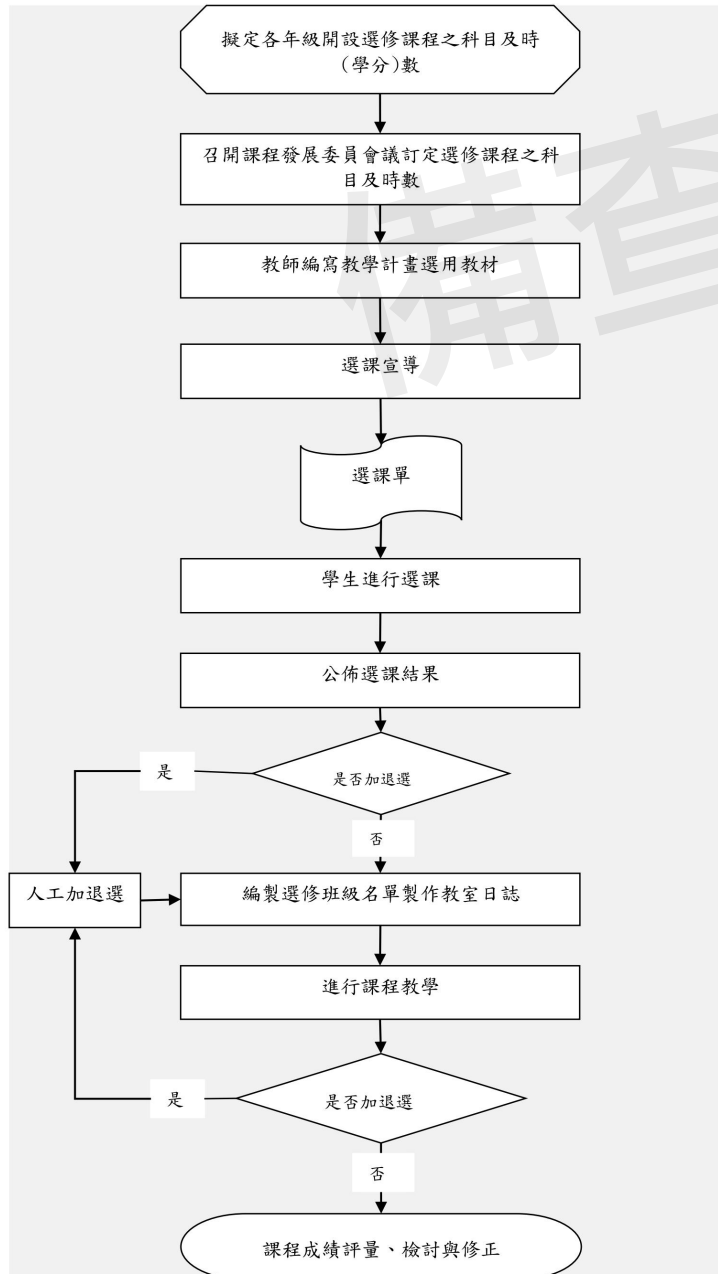 擬定各年級開設選修課程之科目及時
(學分)數
召開課程發展委員會議訂定選修課程之科
目及時數
教師編寫教學計畫選用教材
選課宣導
選課單
學生進行選課
公佈選課結果
是否加退選
是
否
人工加退選
編製選修班級名單製作教室日誌
進行課程教學
是否加退選
是
否
課程成績評量、檢討與修正
備查